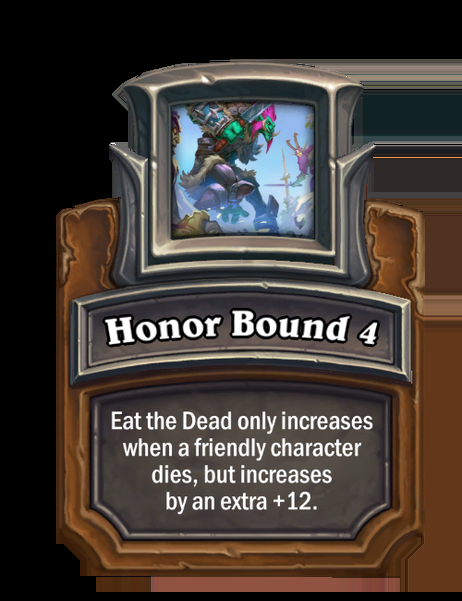 Honor Bound 4
Eat the Dead only increases
when a friendly character
dies, but increases
by an extra +12.